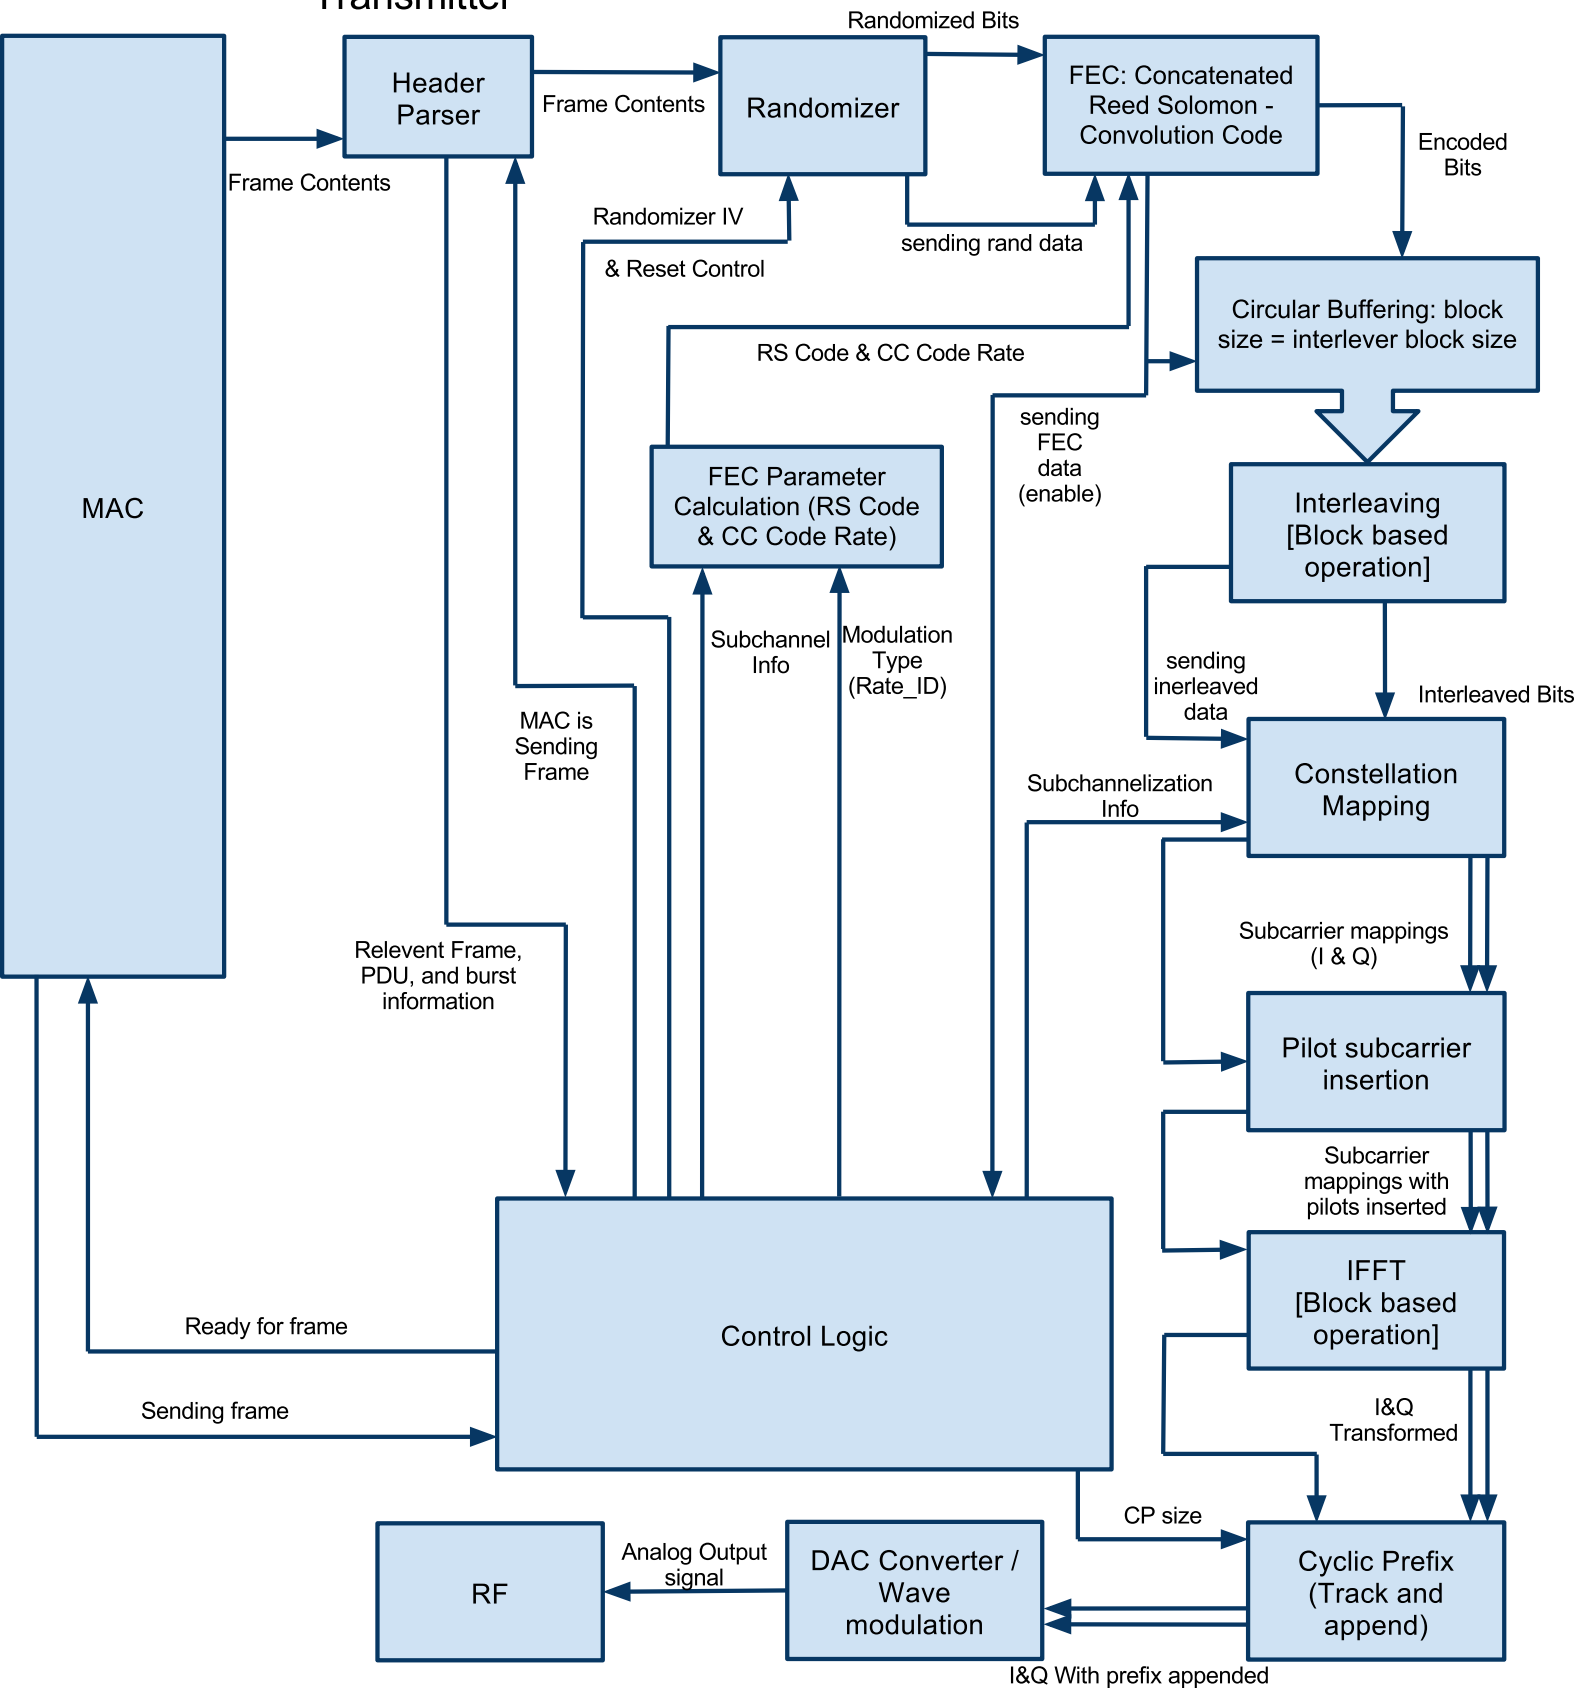 Transmitter
Randomized Bits
Header
Parser
Frame Contents
Randomizer
FEC: Concatenated
Reed Solomon -
Convolution Code
Encoded
Bits
Frame Contents
Randomizer IV
& Reset Control
sending rand data
Circular Buffering: block
size = interlever block size
RS Code & CC Code Rate
sending
FEC
data
(enable)
MAC
FEC Parameter
Calculation (RS Code
& CC Code Rate)
Interleaving
[Block based
operation]
Subchannel
Info
Modulation
Type
(Rate_ID)
sending
inerleaved
data
Interleaved Bits
MAC is
Sending
Frame
Subchannelization
Info
Constellation
Mapping
Relevent Frame,
PDU, and burst
information
Subcarrier mappings
(I & Q)
Pilot subcarrier
insertion
Subcarrier
mappings with
pilots inserted
IFFT
[Block based
operation]
Ready for frame
Control Logic
Sending frame
I&Q
Transformed
CP size
RF
Analog Output
signal
DAC Converter /
Wave
modulation
Cyclic Prefix
(Track and
append)
I&Q With prefix appended